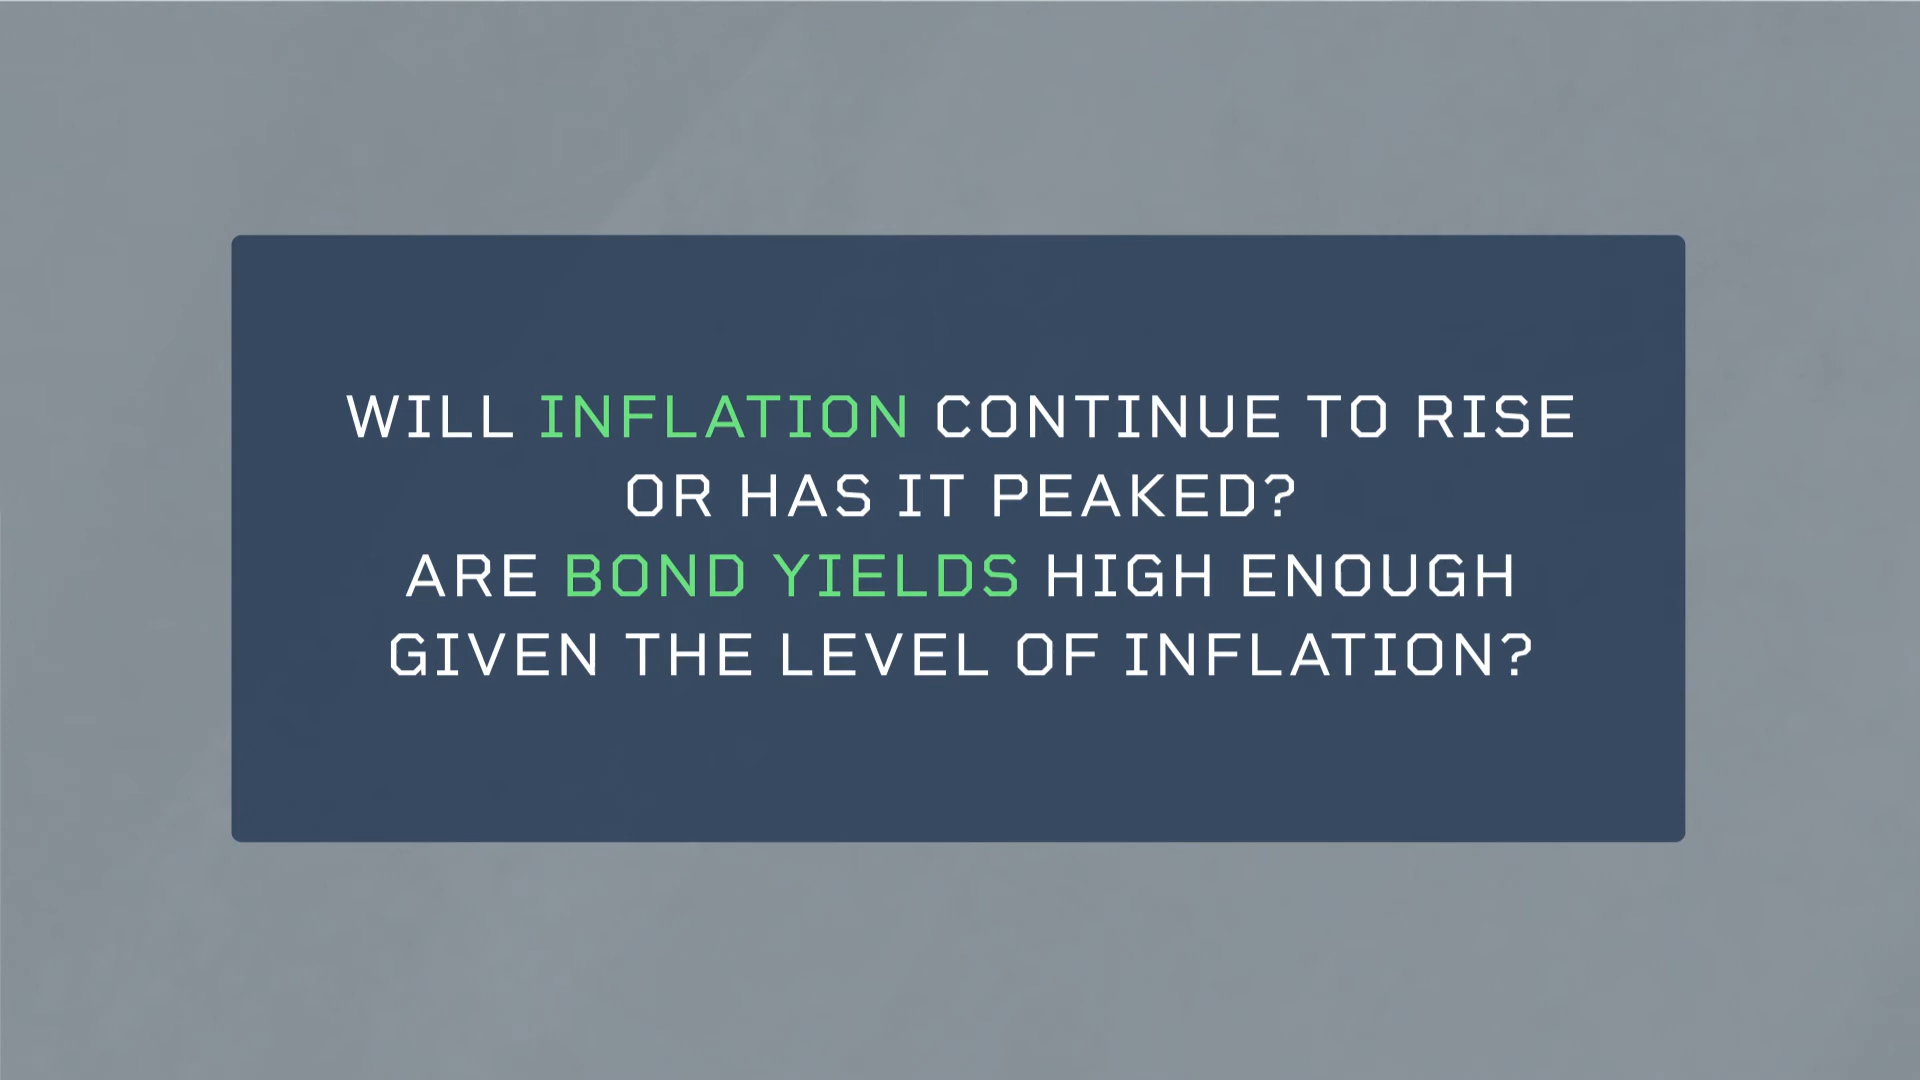 WILL INFLATION CONTINUE TO RISE
OR HAS IT PEAKED?
ARE BOND YIELDS HIGH ENOUGH
GIVEN THE LEVEL OF INFLATION?